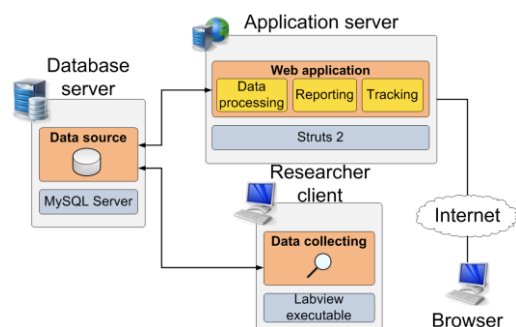 Application server
Web application
Data
processing
Reporting
Tracking
Struts 2
Database
server
Data source
MySQL Server
Researcher
client
Data collecting
Labview
executable
Internet
Browser